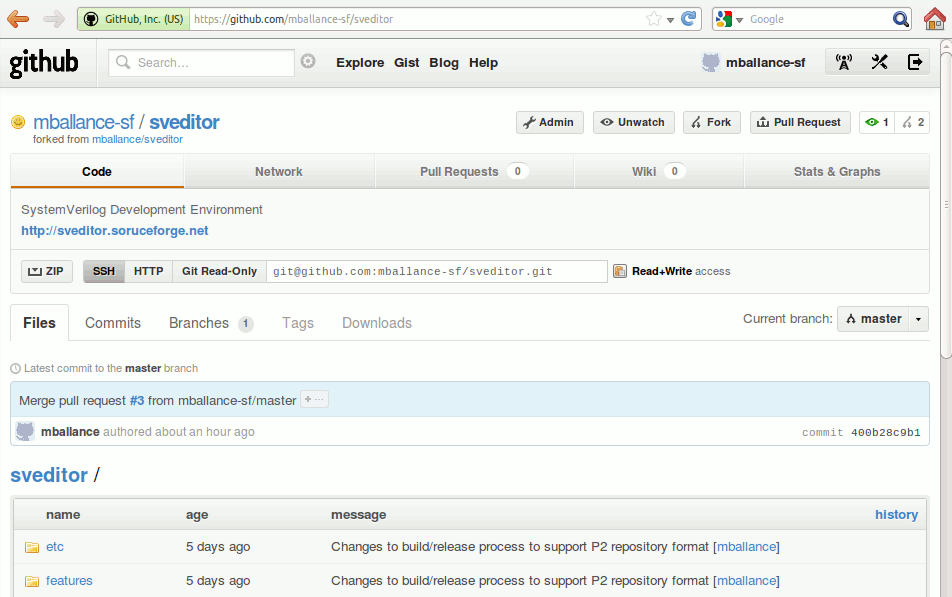 GitHub, Inc. (US) https://github.com/mballance-sf/sveditor Google
github Search... Explore Gist Blog Help mballance-sf
mballance-sf / sveditor Admin Unwatch Fork Pull Request 1 2
forked from mballance/sveditor
Code Network Pull Requests 0 Wiki 0 Stats & Graphs
SystemVerilog Development Environment
http://sveditor.soruceforge.net
ZIP SSH HTTP Git Read-Only git@github.com:mballance-sf/sveditor.git Read+Write access
Files Commits Branches 1 Tags Downloads Current branch: master
Latest commit to the master branch
Merge pull request #3 from mballance-sf/master + ...
mballance authored about an hour ago commit 400b28c9b1
sveditor /
name age message history
etc 5 days ago Changes to build/release process to support P2 repository format [mballance]
features 5 days ago Changes to build/release process to support P2 repository format [mballance]